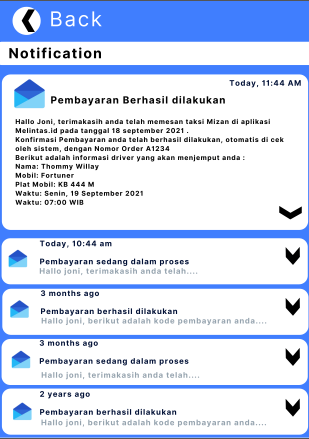 Back
Notification
Today, 11:44 AM
Pembayaran Berhasil dilakukan
Hallo Joni, terimakasih anda telah memesan taksi Mizan di aplikasi
Melintas.id pada tanggal 18 september 2021 .
Konfirmasi Pembayaran anda telah berhasil dilakukan, otomatis di cek
oleh sistem, dengan Nomor Order A1234
Berikut adalah informasi driver yang akan menjemput anda :
Nama: Thommy Willay
Mobil: Fortuner
Plat Mobil: KB 444 M
Waktu: Senin, 19 September 2021
Waktu: 07:00 WIB
Today, 10:44 am
Pembayaran sedang dalam proses
Hallo joni, terimakasih anda telah....
3 months ago
Pembayaran berhasil dilakukan
Hallo joni, berikut adalah kode pembayaran anda....
3 months ago
Pembayaran sedang dalam proses
Hallo joni, terimakasih anda telah....
2 years ago
Pembayaran berhasil dilakukan
Hallo joni, berikut adalah kode pembayaran anda....